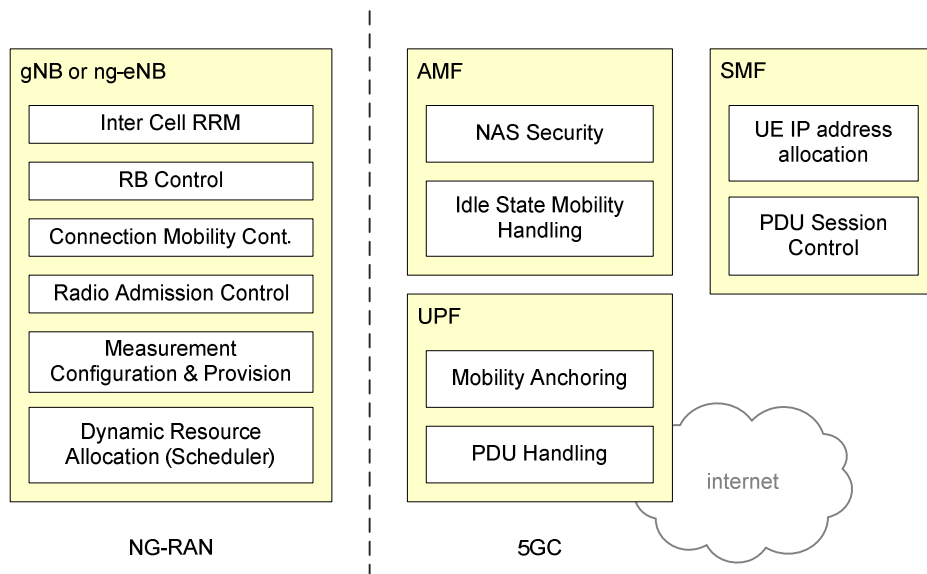 gNB or ng-eNB
Inter Cell RRM
RB Control
Connection Mobility Cont.
Radio Admission Control
Measurement
Configuration & Provision
Dynamic Resource
Allocation (Scheduler)
NG-RAN
AMF
NAS Security
Idle State Mobility
Handling
SMF
UE IP address
allocation
PDU Session
Control
UPF
Mobility Anchoring
PDU Handling
internet
5GC